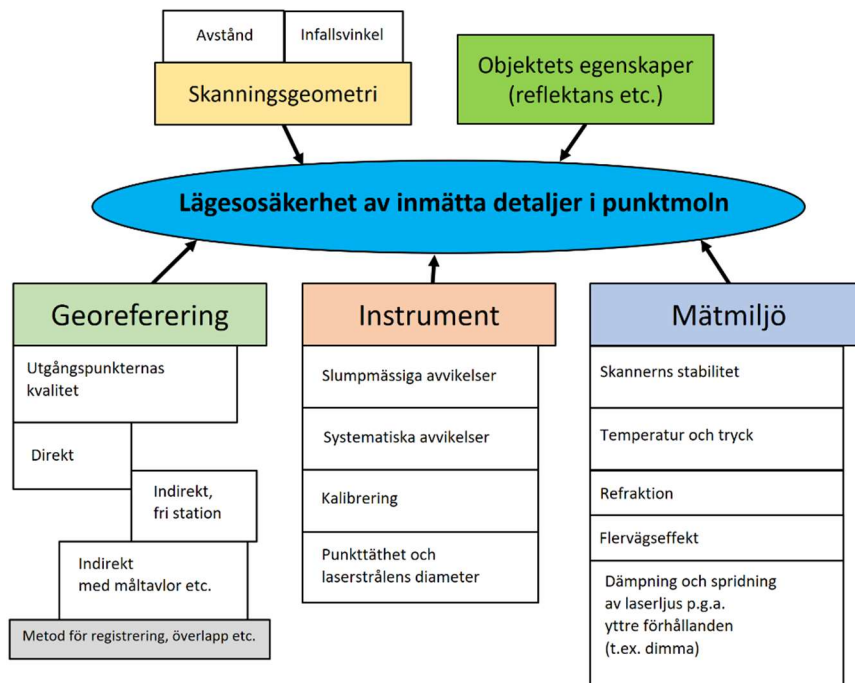 Avstånd
Infallsvinkel
Skanningsgeometri
Objektets egenskaper
(reflektans etc.)
Lägesosäkerhet av inmätta detaljer i punktmoln
Georeferering
Utgångspunkternas
kvalitet
Direkt
Indirekt,
fri station
Indirekt
med måltavlor etc.
Metod för registrering, överlapp etc.
Instrument
Slumpmässiga avvikelser
Systematiska avvikelser
Kalibrering
Punkttäthet och
laserstrålens diameter
Mätmiljö
Skannerns stabilitet
Temperatur och tryck
Refraktion
Flervägseffekt
Dämpning och spridning
av laserljus p.g.a.
yttre förhållanden
(t.ex. dimma)